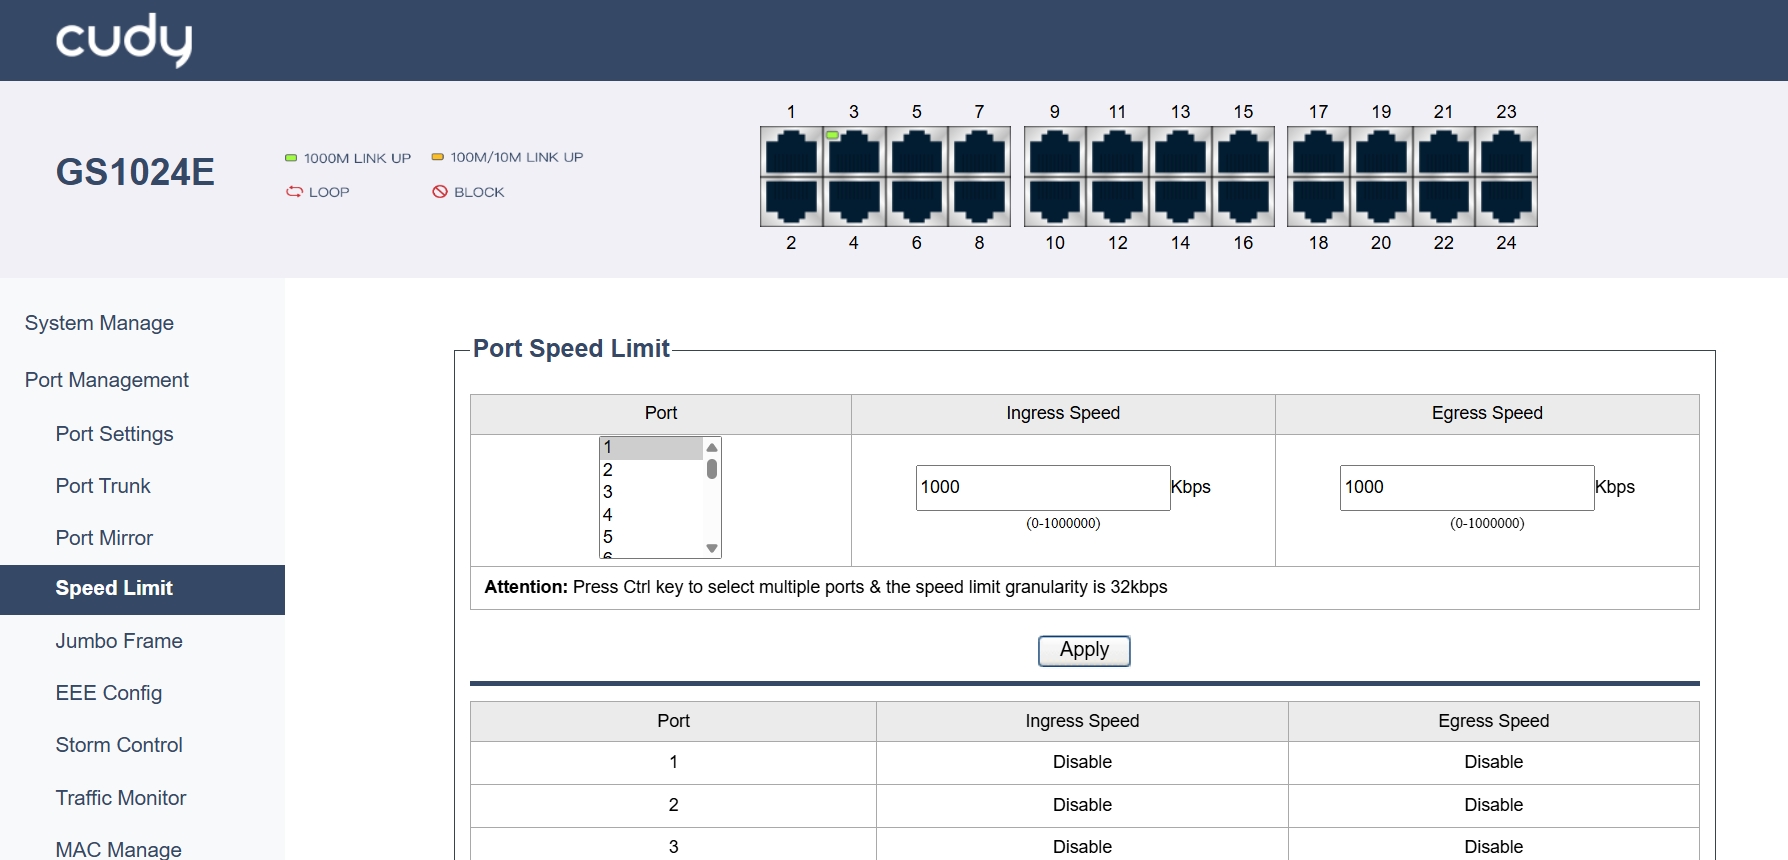 cudy
1 3 5 7 9 11 13 15 17 19 21 23
GS1024E
1000M LINK UP 100M/10M LINK UP
LOOP BLOCK
2 4 6 8 10 12 14 16 18 20 22 24
System Manage
Port Management
Port Settings
Port Trunk
Port Mirror
Speed Limit
Jumbo Frame
EEE Config
Storm Control
Traffic Monitor
MAC Manage
Port Speed Limit
Port Ingress Speed Egress Speed
1
2
3
4
5
6
1000 Kbps
(0-1000000)
1000 Kbps
(0-1000000)
Attention: Press Ctrl key to select multiple ports & the speed limit granularity is 32kbps
Apply
Port Ingress Speed Egress Speed
1 Disable Disable
2 Disable Disable
3 Disable Disable